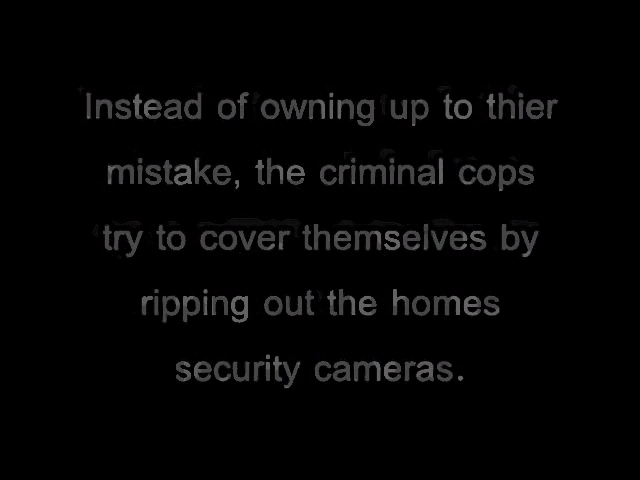 Instead of owning up to thier
mistake, the criminal cops
try to cover themselves by
ripping out the homes
security cameras.